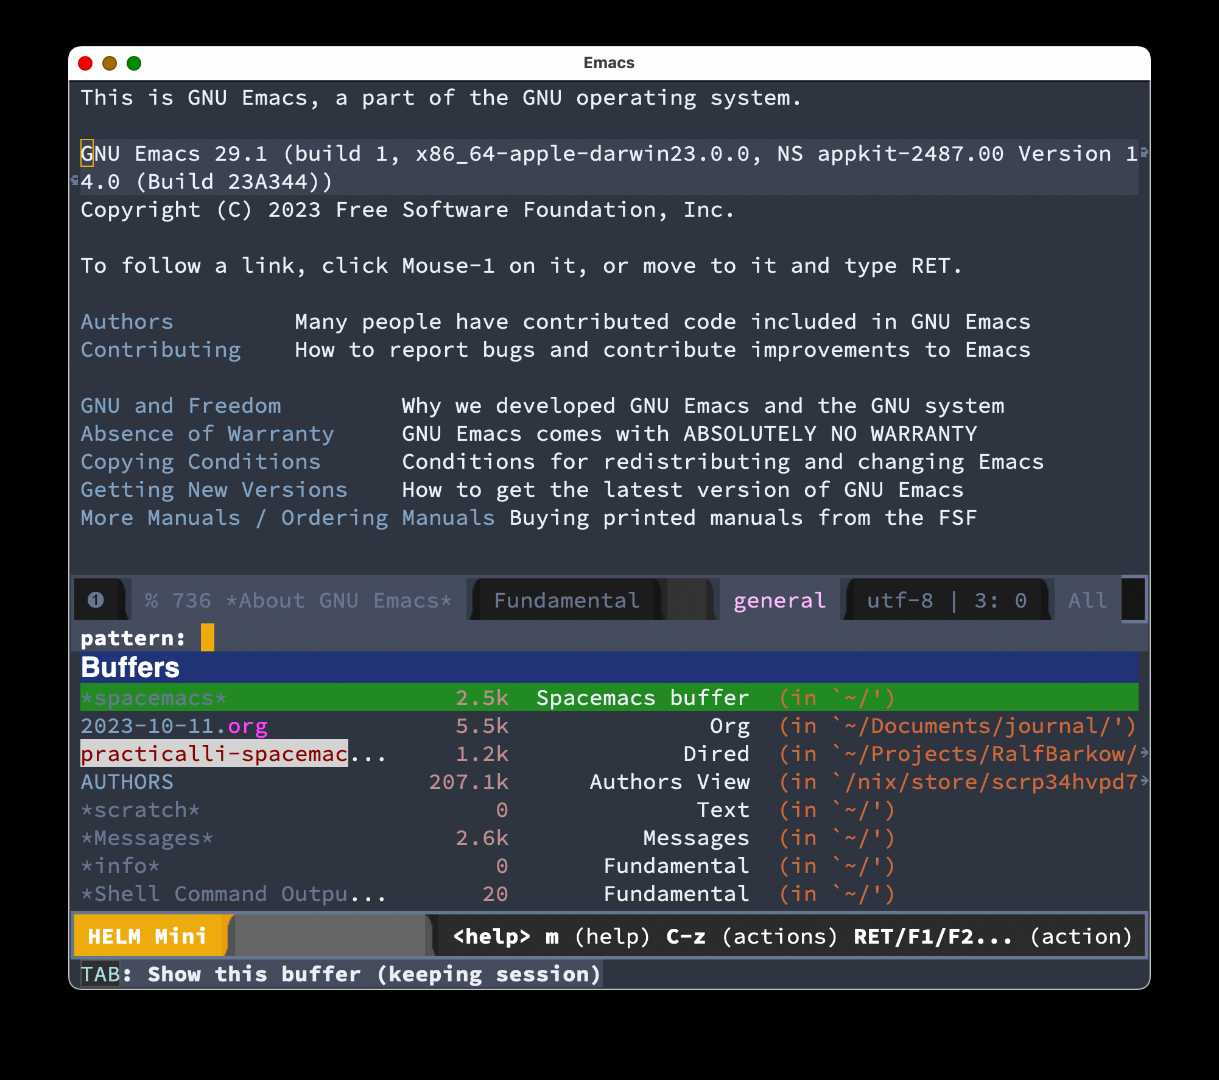 Emacs
This is GNU Emacs, a part of the GNU operating system.
GNU Emacs 29.1 (build 1, x86_64-apple-darwin23.0.0, NS appkit-2487.00 Version 1
4.0 (Build 23A344))
Copyright (C) 2023 Free Software Foundation, Inc.
To follow a link, click Mouse-1 on it, or move to it and type RET.
Authors Many people have contributed code included in GNU Emacs
Contributing How to report bugs and contribute improvements to Emacs
GNU and Freedom Why we developed GNU Emacs and the GNU system
Absence of Warranty GNU Emacs comes with ABSOLUTELY NO WARRANTY
Copying Conditions Conditions for redistributing and changing Emacs
Getting New Versions How to get the latest version of GNU Emacs
More Manuals / Ordering Manuals Buying printed manuals from the FSF
❶ % 736 *About GNU Emacs* Fundamental general utf-8 | 3: 0 All
pattern:
Buffers
*spacemacs* 2.5k Spacemacs buffer (in `~/')
2023-10-11.org 5.5k Org (in `~/Documents/journal/')
practicalli-spacemac... 1.2k Dired (in `~/Projects/RalfBarkow/
AUTHORS 207.1k Authors View (in `/nix/store/scrp34hvpd7
*scratch* 0 Text (in `~/')
*Messages* 2.6k Messages (in `~/')
*info* 0 Fundamental (in `~/')
*Shell Command Outpu... 20 Fundamental (in `~/')
HELM Mini <help> m (help) C-z (actions) RET/F1/F2... (action)
TAB: Show this buffer (keeping session)